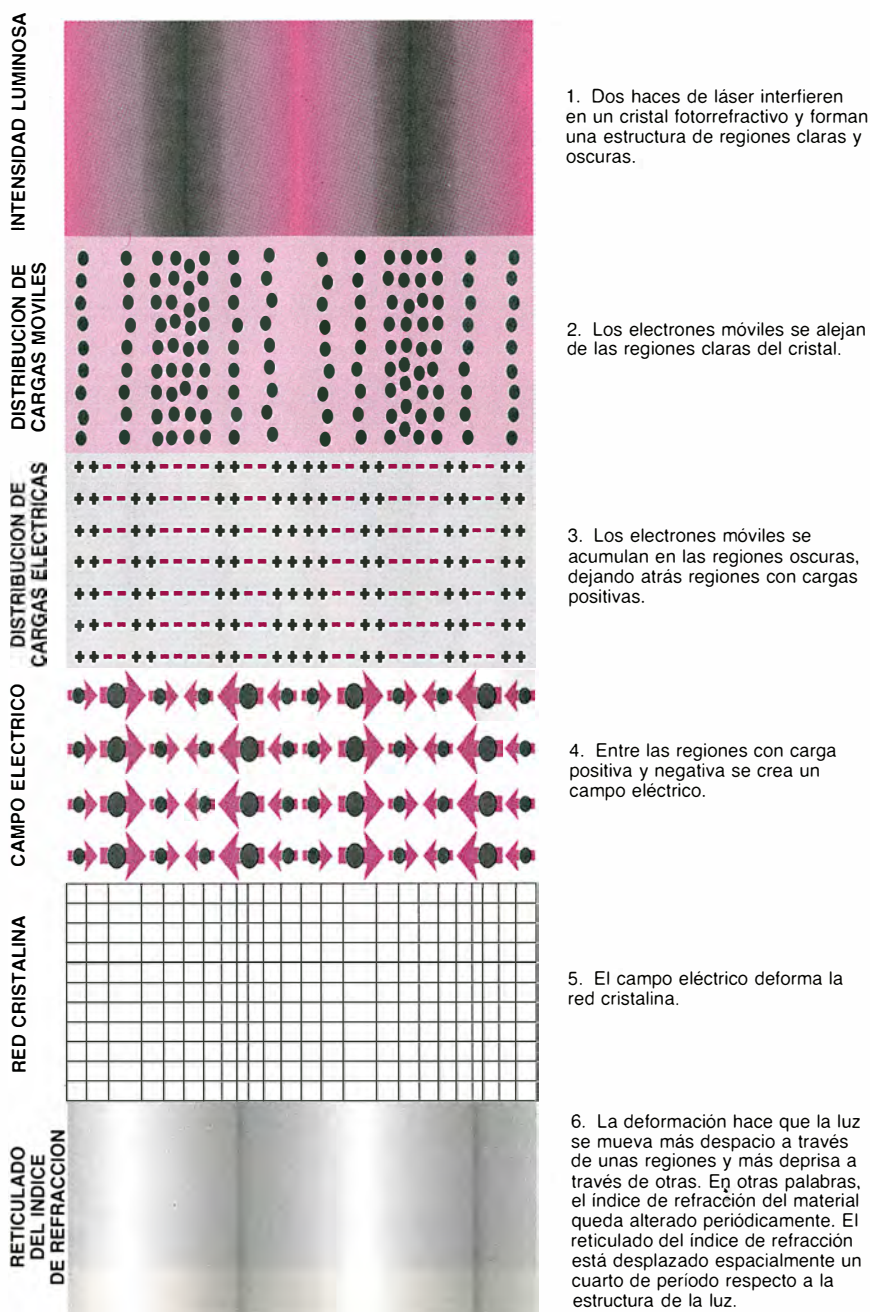 INTENSIDAD LUMINOSA
1. Dos haces de láser interfieren
en un cristal fotorrefractivo y forman
una estructura de regiones claras y
oscuras.
DISTRIBUCION DE
CARGAS MOVILES
2. Los electrones móviles se alejan
de las regiones claras del cristal.
DISTRIBUCION DE
CARGAS ELECTRICAS
3. Los electrones móviles se
acumulan en las regiones oscuras,
dejando atrás regiones con cargas
positivas.
CAMPO ELECTRICO
4. Entre las regiones con carga
positiva y negativa se crea un
campo eléctrico.
RED CRISTALINA
5. El campo eléctrico deforma la
red cristalina.
RETICULADO
DEL INDICE
DE REFRACCION
6. La deformación hace que la luz
se mueva más despacio a través
de unas regiones y más deprisa a
través de otras. En otras palabras,
el índice de refracción del material
queda alterado periódicamente. El
reticulado del índice de refracción
está desplazado espacialmente un
cuarto de período respecto a la
estructura de la luz.